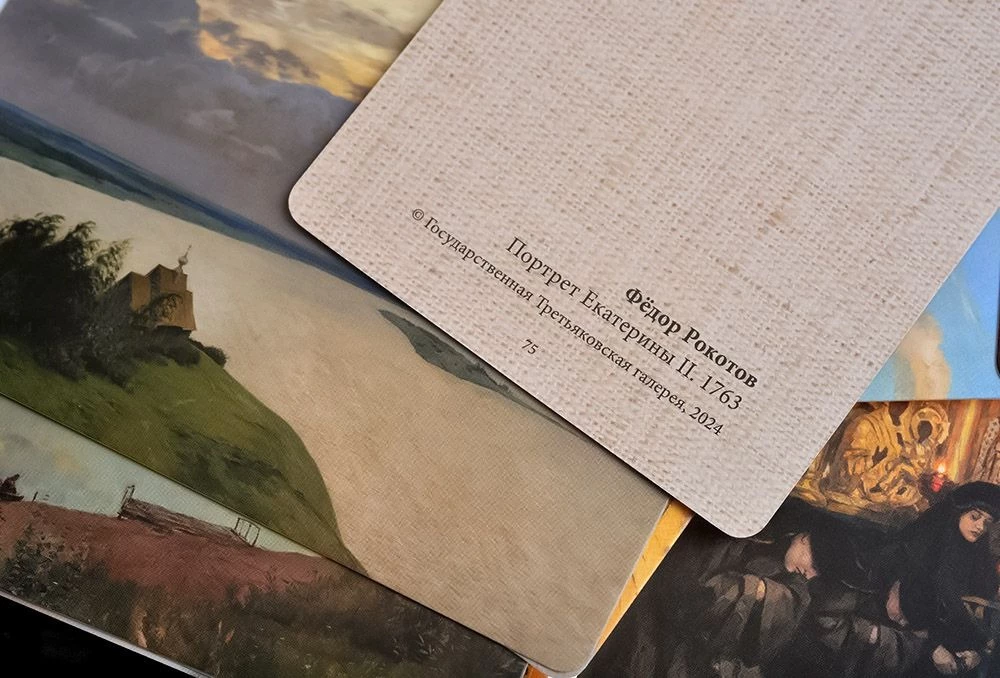 Фёдор Рокотов
Портрет Екатерины II. 1763
© Государственная Третьяковская галерея, 2024
75